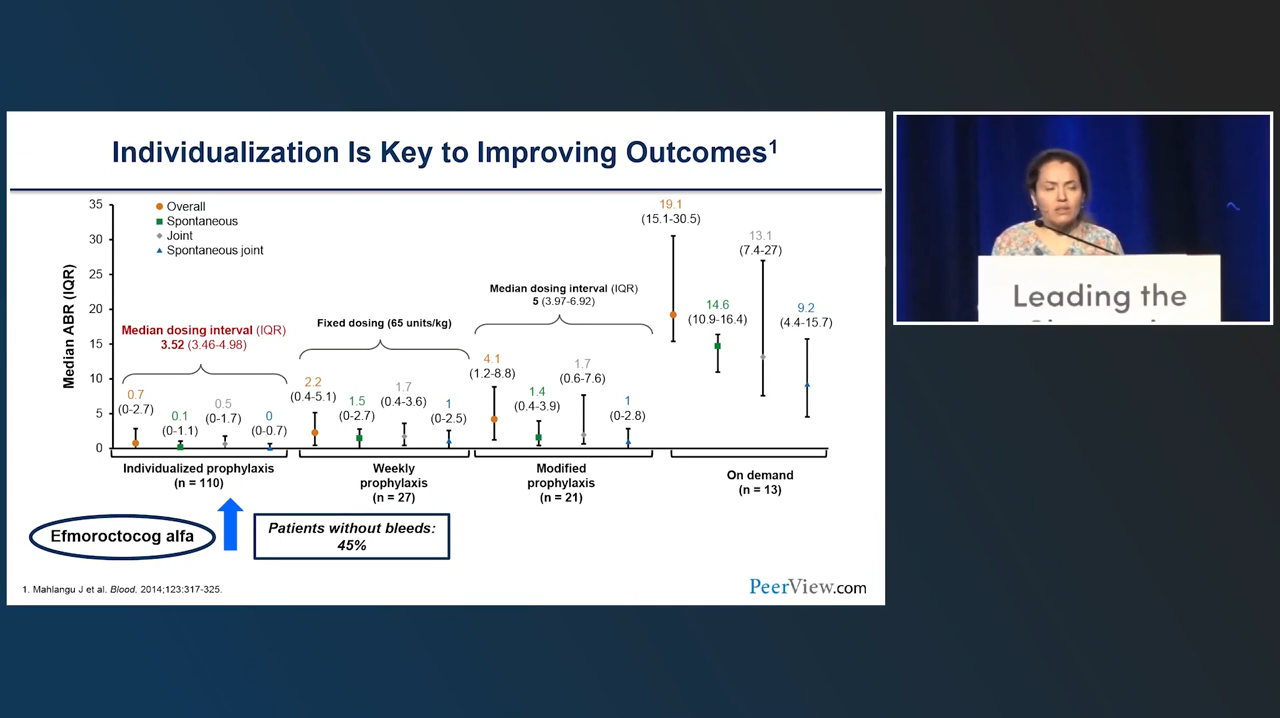 Individualization Is Key to Improving Outcomes1
35
30
25
20
15
10
5
0
Median ABR (IQR)
Overall
Spontaneous
Joint
Spontaneous joint
Median dosing interval (IQR)
3.52 (3.46-4.98)
0.7
(0-2.7)
0.1
(0-1.1)
0.5
(0-1.7)
0
(0-0.7)
Individualized prophylaxis
(n = 110)
Fixed dosing (65 units/kg)
2.2
(0.4-5.1)
1.5
(0-2.7)
1.7
(0.4-3.6)
1
(0-2.5)
Weekly
prophylaxis
(n = 27)
Median dosing interval (IQR)
5 (3.97-6.92)
4.1
(1.2-8.8)
1.4
(0.4-3.9)
1.7
(0.6-7.6)
1
(0-2.8)
Modified
prophylaxis
(n = 21)
19.1
(15.1-30.5)
14.6
(10.9-16.4)
13.1
(7.4-27)
9.2
(4.4-15.7)
On demand
(n = 13)
Efmoroctocog alfa
Patients without bleeds:
45%
1. Mahlangu J et al. Blood. 2014;123:317-325.
PeerView.com
Leading the